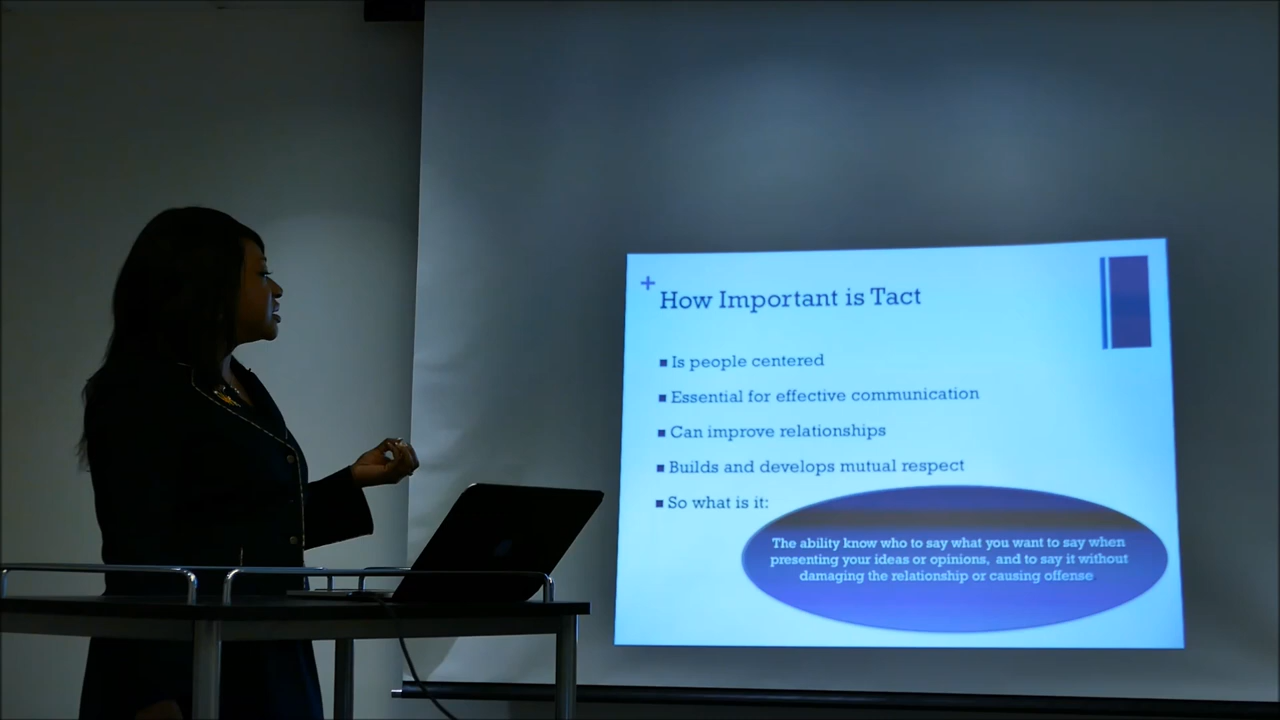 +
How Important is Tact
Is people centered
Essential for effective communication
Can improve relationships
Builds and develops mutual respect
So what is it:
The ability know who to say what you want to say when
presenting your ideas or opinions, and to say it without
damaging the relationship or causing offense